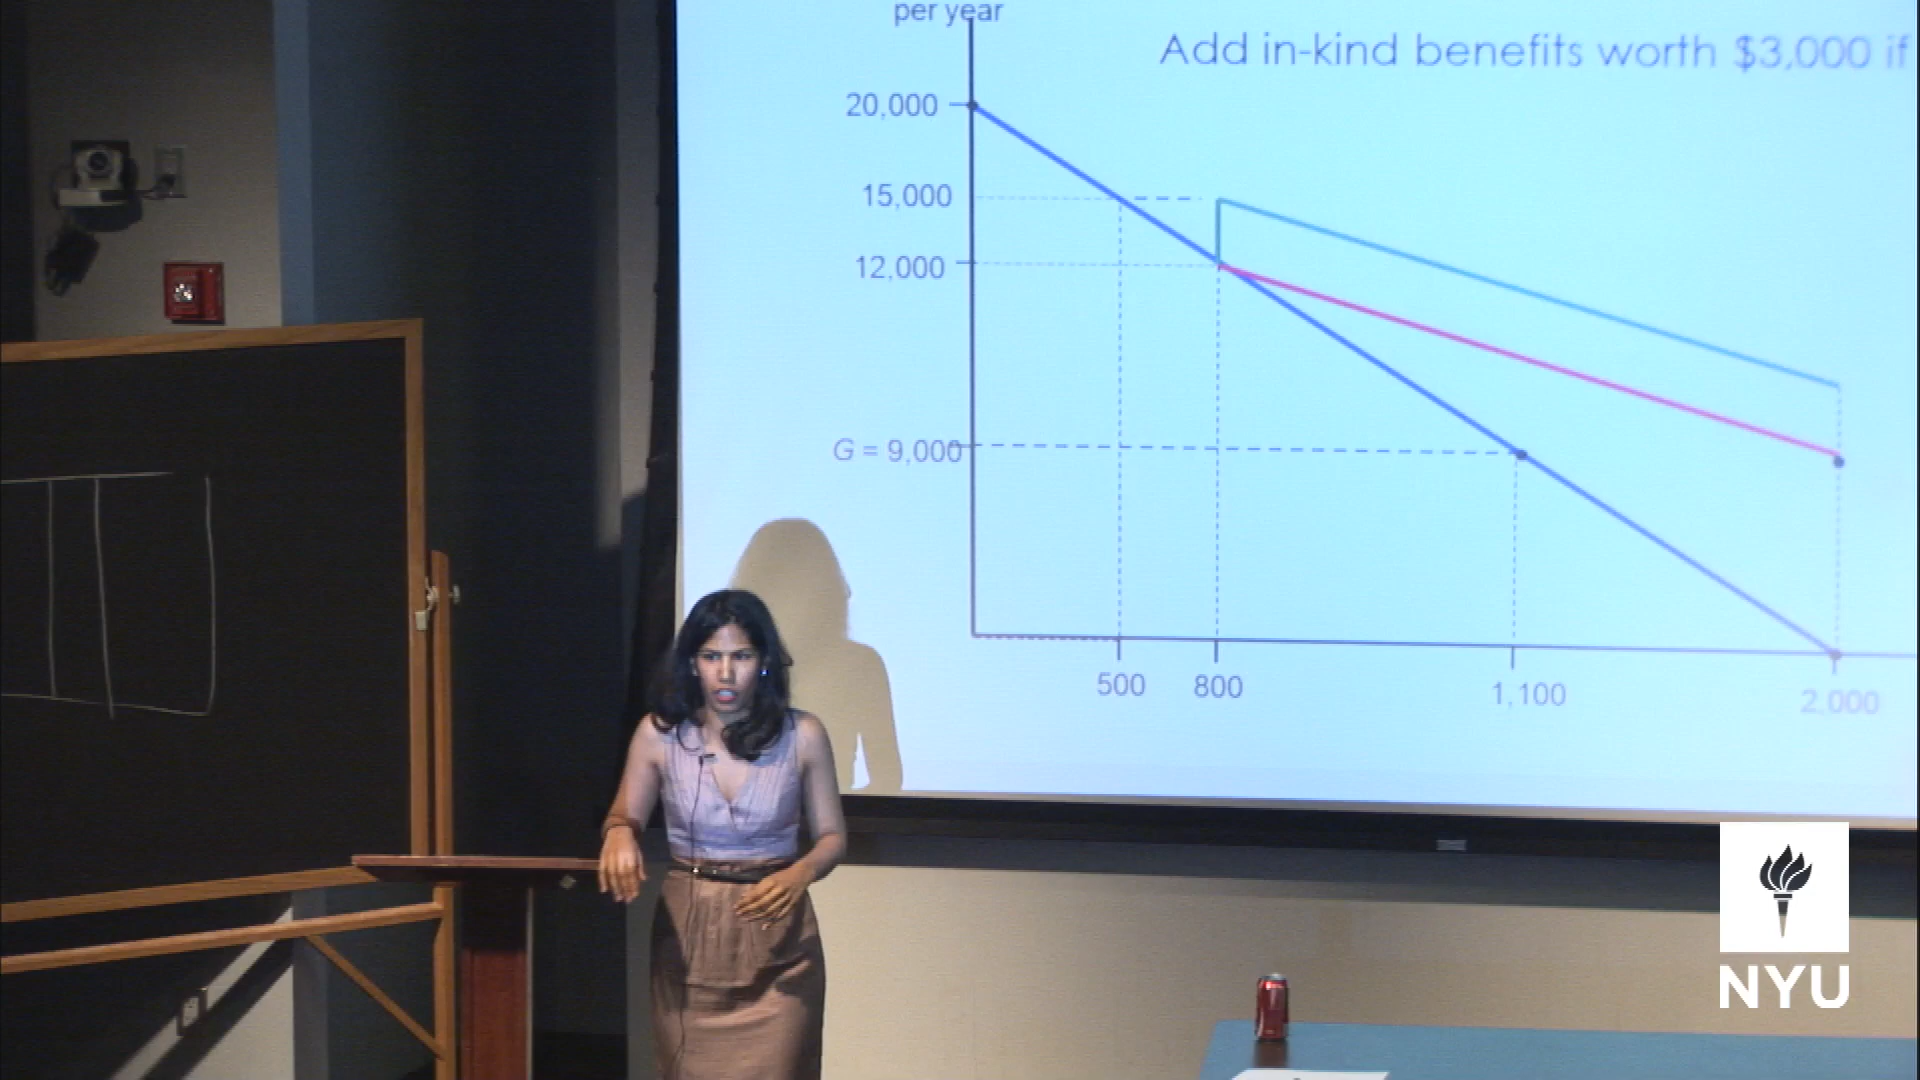 per year
Add in-kind benefits worth $3,000 if
20,000
15,000
12,000
G = 9,000
500
800
1,100
2,000
NYU